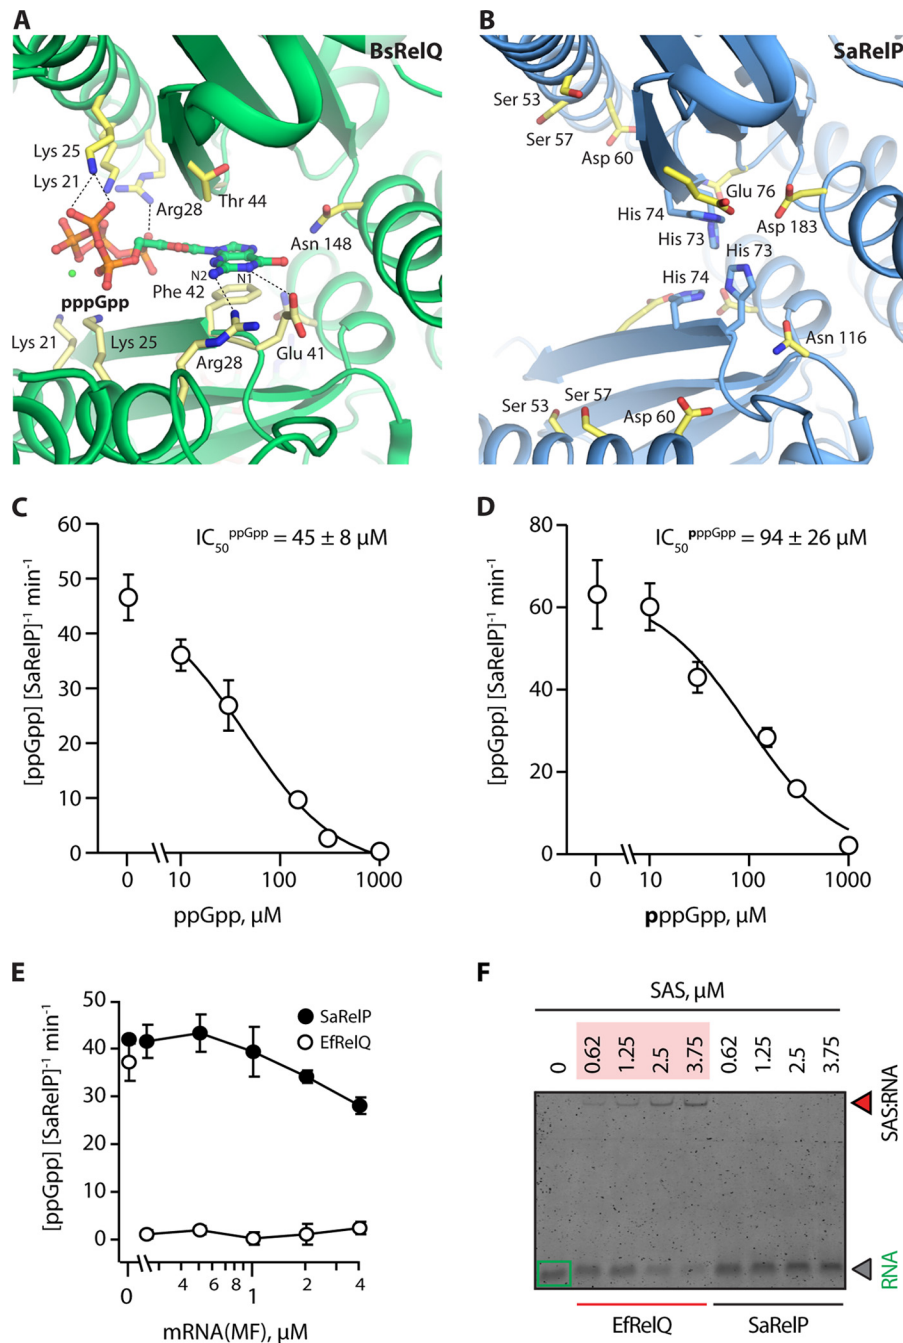 A
BsRelQ
Lys 25
Lys 21
Arg28
Thr 44
Asn 148
N2
N1
Phe 42
pppGpp
Lys 21
Lys 25
Arg28
Glu 41
B
SaRelP
Ser 53
Ser 57
Asp 60
Glu 76
His 74
Asp 183
His 73
His 73
His 74
Asn 116
Ser 53
Ser 57
Asp 60
C
IC50 ppGpp = 45 ± 8 μM
[ppGpp] [SaRelP]-1 min-1
60
50
40
30
20
10
0
0
10
100
1000
ppGpp, μM
D
IC50 pppGpp = 94 ± 26 μM
[ppGpp] [SaRelP]-1 min-1
80
60
40
20
0
0
10
100
1000
pppGpp, μM
E
SaRelP
EfRelQ
[ppGpp] [SaRelP]-1 min-1
50
40
30
20
10
0
0
4
6
8
1
2
4
mRNA(MF), μM
F
SAS, μM
0
0.62
1.25
2.5
3.75
0.62
1.25
2.5
3.75
SAS:RNA
RNA
EfRelQ
SaRelP